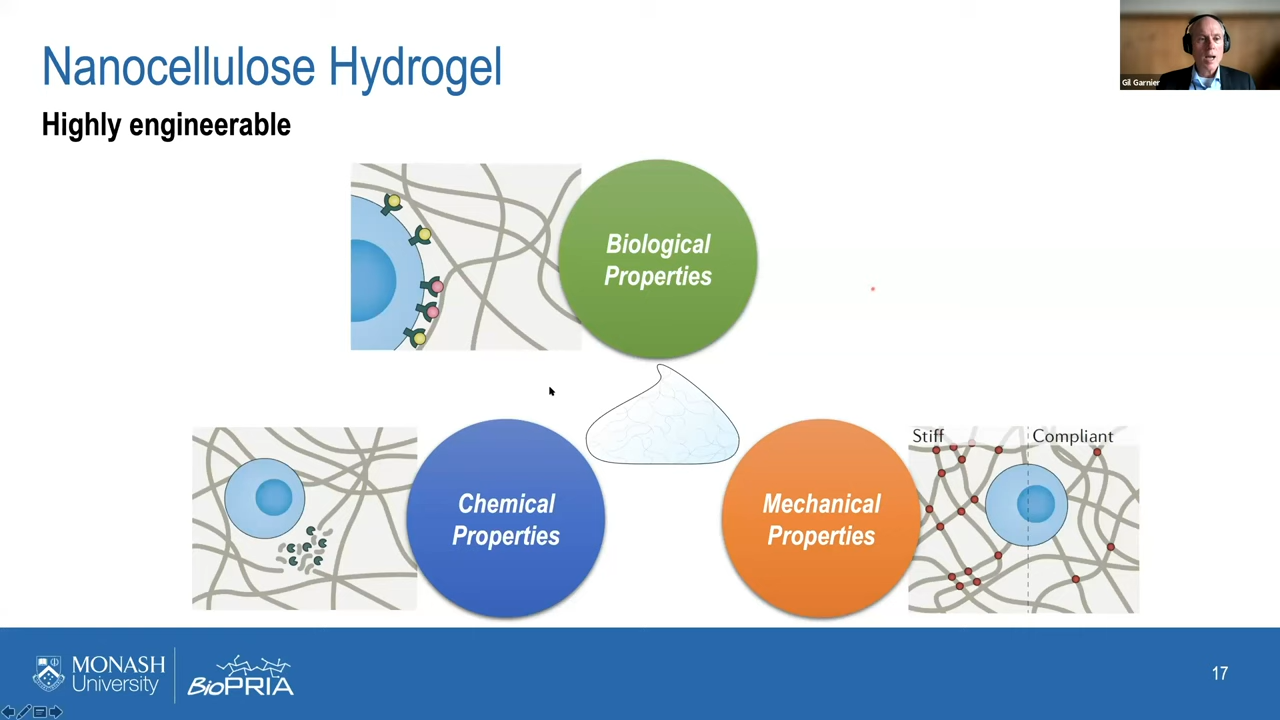 Nanocellulose Hydrogel
Highly engineerable
Gil Garnier
Biological
Properties
Chemical
Properties
Mechanical
Properties
Stiff
Compliant
MONASH
University
BioPRIA
17